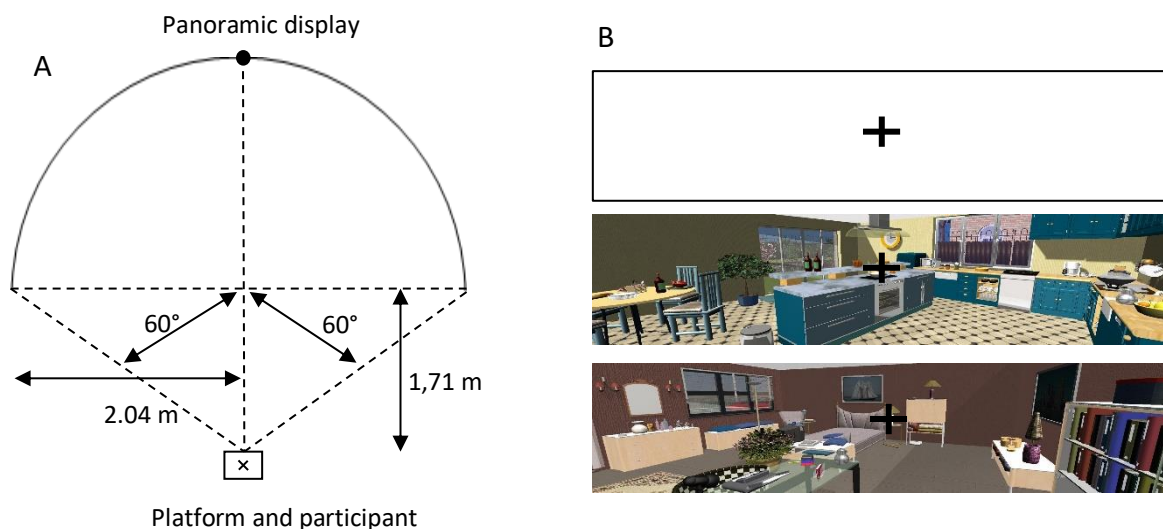 Panoramic display
A
B
60°
60°
1,71 m
2.04 m
×
Platform and participant